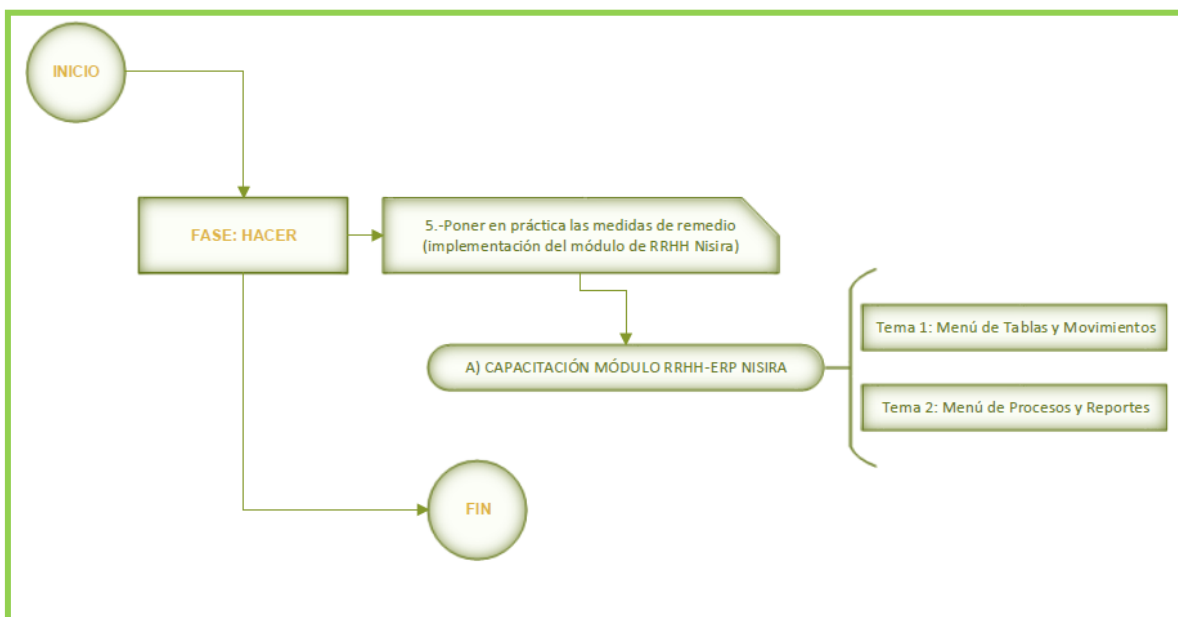 INICIO
FASE: HACER
5.-Poner en práctica las medidas de remedio
(implementación del módulo de RRHH Nisira)
A) CAPACITACIÓN MÓDULO RRHH-ERP NISIRA
Tema 1: Menú de Tablas y Movimientos
Tema 2: Menú de Procesos y Reportes
FIN